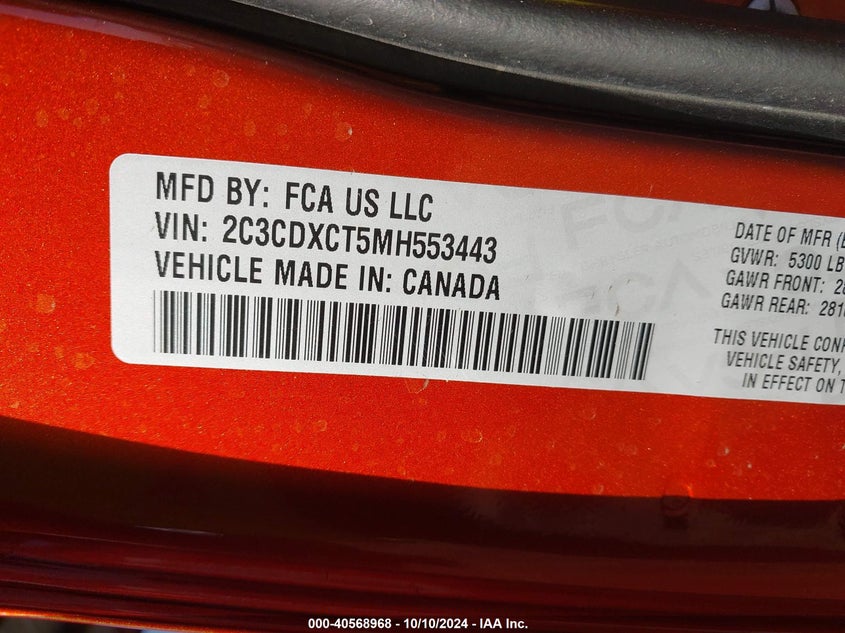 MFD BY: FCA US LLC
VIN: 2C3CDXCT5MH553443
VEHICLE MADE IN: CANADA
DATE OF MFR
GVWR: 5300 LB
GAWR FRONT:
GAWR REAR:
THIS VEHICLE
VEHICLE SAFETY,
IN EFFECT ON
000-40568968 - 10/10/2024 - IAA Inc.